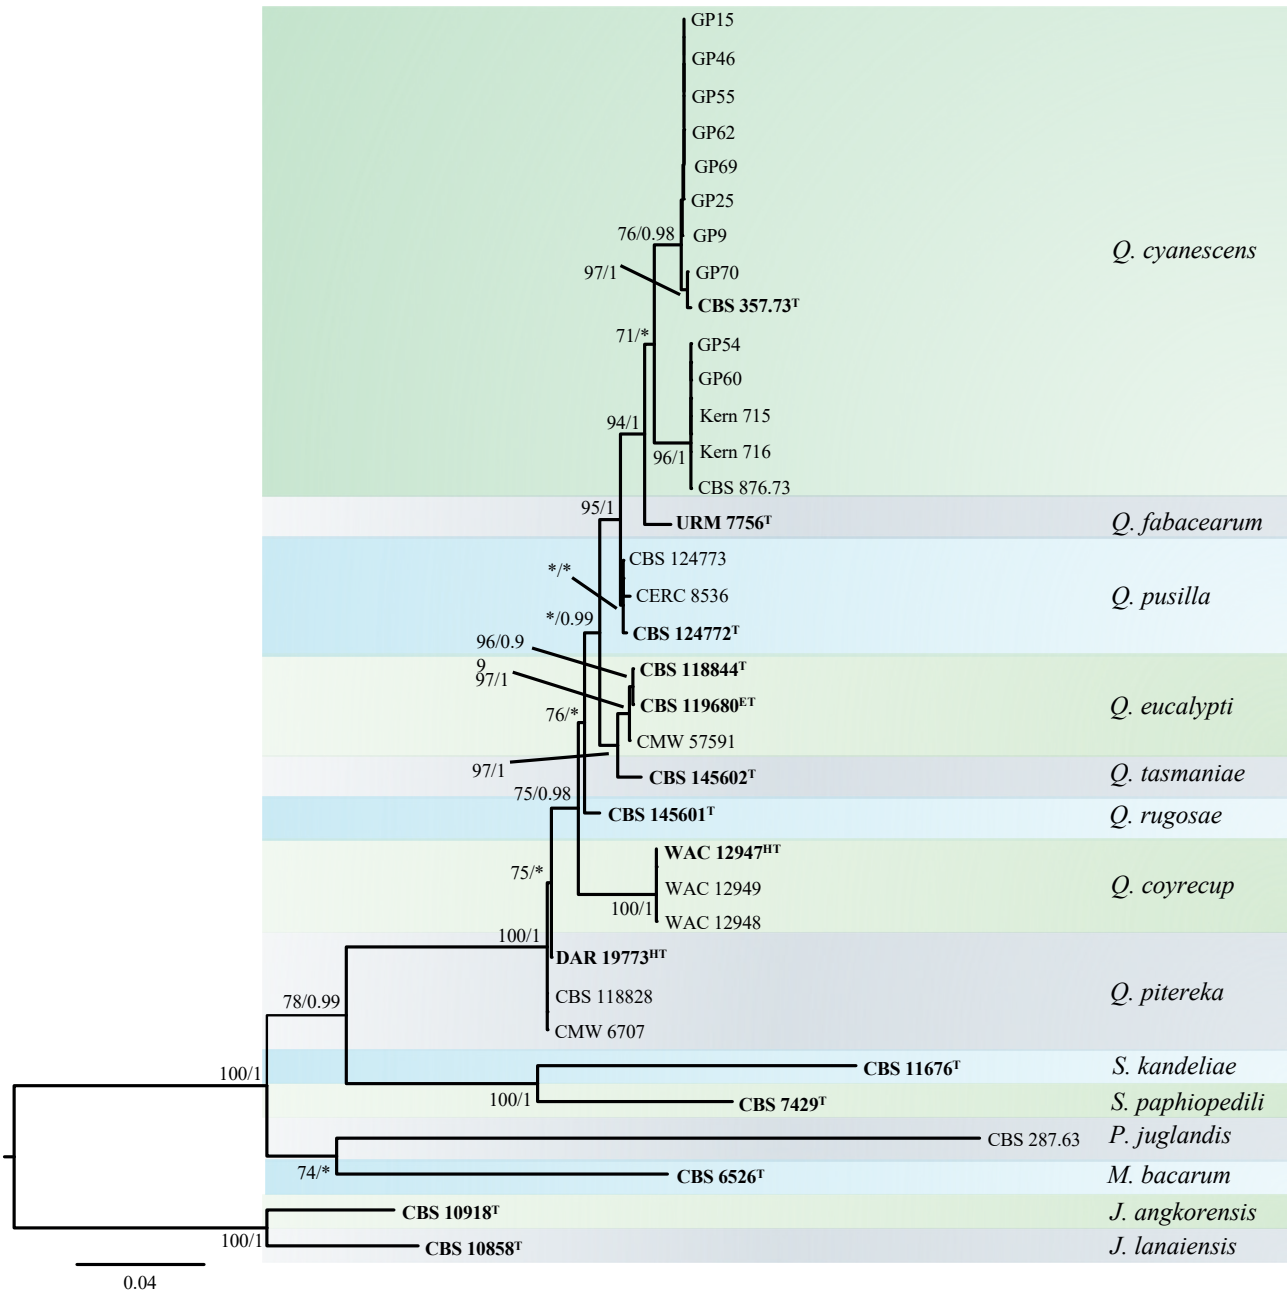 GP15
GP46
GP55
GP62
GP69
GP25
76/0.98
GP9
Q. cyanescens
97/1
GP70
CBS 357.73T
71/*
GP54
GP60
94/1
Kern 715
Kern 716
96/1
CBS 876.73
95/1
URM 7756T
Q. fabacearum
*/*
CBS 124773
CERC 8536
Q. pusilla
*/0.99
CBS 124772T
96/0.9
9
97/1
CBS 118844T
CBS 119680ET
Q. eucalypti
76/*
CMW 57591
97/1
CBS 145602T
Q. tasmaniae
75/0.98
CBS 145601T
Q. rugosae
WAC 12947HT
75/*
WAC 12949
Q. coyrecup
100/1
WAC 12948
100/1
DAR 19773HT
CBS 118828
Q. pitereka
78/0.99
CMW 6707
100/1
CBS 11676T
S. kandeliae
100/1
CBS 7429T
S. paphiopedili
CBS 287.63
P. juglandis
74/*
CBS 6526T
M. bacarum
CBS 10918T
J. angkorensis
100/1
CBS 10858T
J. lanaiensis
0.04